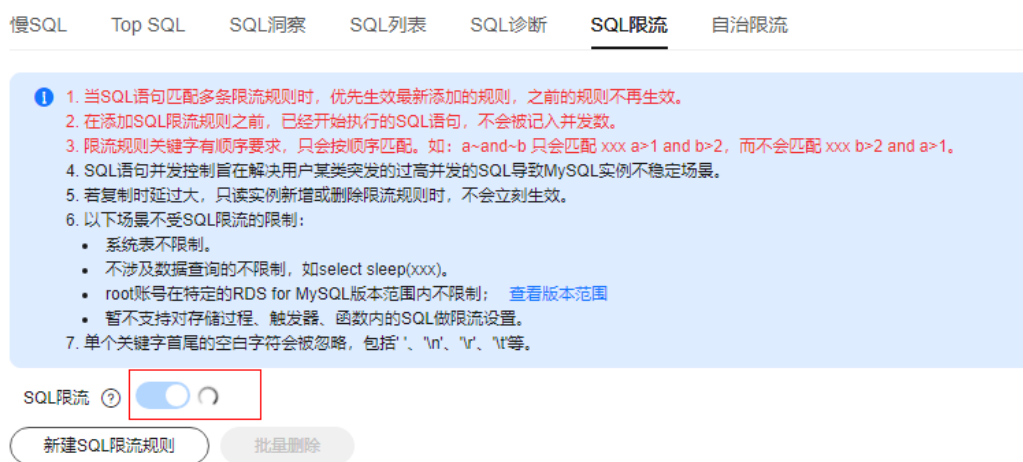 慢SQL Top SQL SQL洞察 SQL列表 SQL诊断 SQL限流 自治限流
1. 当SQL语句匹配多条限流规则时，优先生效最新添加的规则，之前的规则不再生效。
2. 在添加SQL限流规则之前，已经开始执行的SQL语句，不会被记入并发数。
3. 限流规则关键字有顺序要求，只会按顺序匹配。如：a~and~b 只会匹配 xxx a>1 and b>2，而不会匹配 xxx b>2 and a>1。
4. SQL语句并发控制旨在解决用户某类突发的过高并发的SQL导致MySQL实例不稳定场景。
5. 若复制时延过大，只读实例新增或删除限流规则时，不会立刻生效。
6. 以下场景不受SQL限流的限制：
• 系统表不限制。
• 不涉及数据查询的不限制，如select sleep(xxx)。
• root账号在特定的RDS for MySQL版本范围内不限制； 查看版本范围
• 暂不支持对存储过程、触发器、函数内的SQL做限流设置。
7. 单个关键字首尾的空白字符会被忽略，包括' '、'\n'、'\r'、'\t'等。
SQL限流
新建SQL限流规则 批量删除